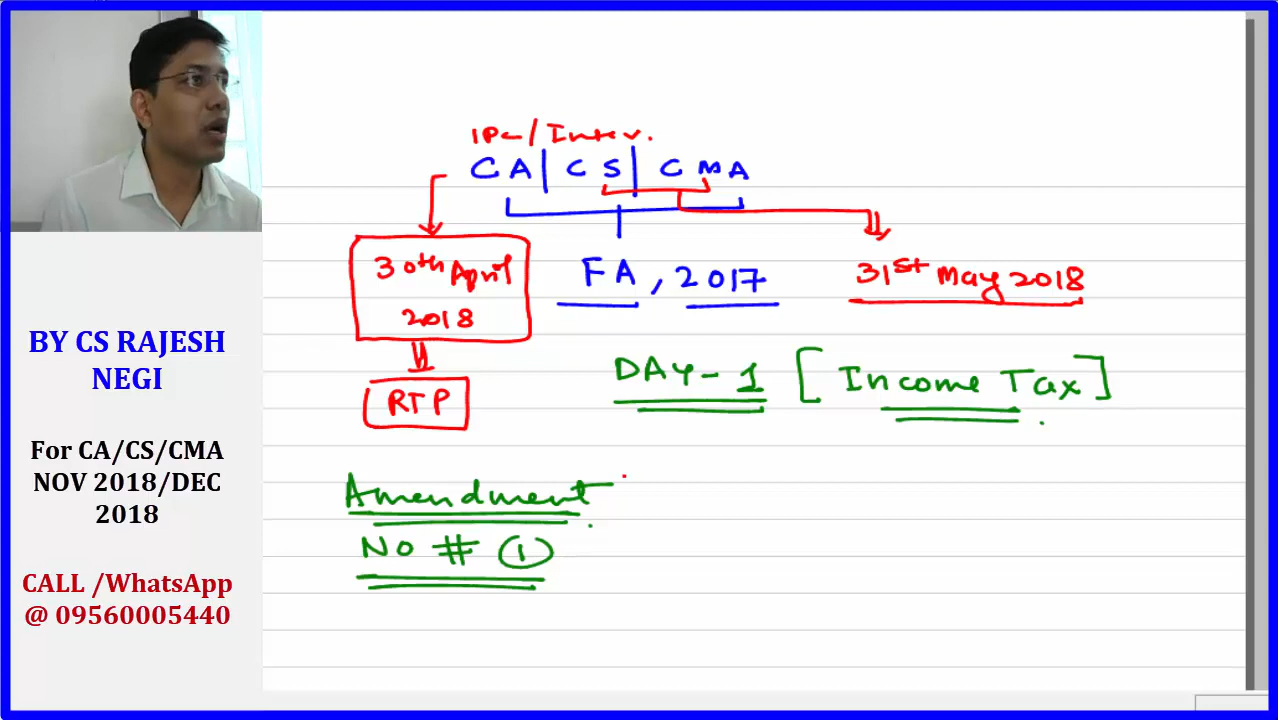 BY CS RAJESH
NEGI
For CA/CS/CMA
NOV 2018/DEC
2018
CALL /WhatsApp
@ 09560005440
IPC/Inter.
CA|CS|CMA
30th April
2018
RTP
FA, 2017
31st May 2018
DAY-1 [Income Tax]
Amendment
No # 1